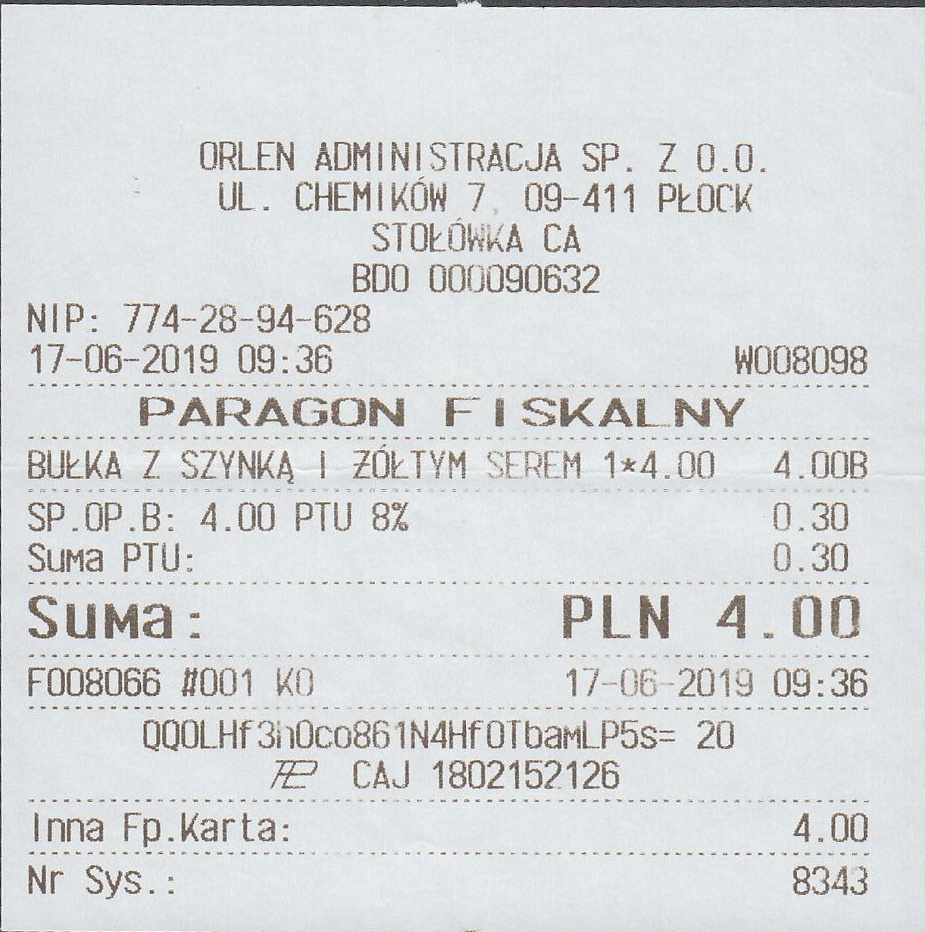 ORLEN ADMINISTRACJA SP. Z O.O.
UL. CHEMIKÓW 7, 09-411 PŁOCK
STOŁÓWKA CA
BDO 000090632
NIP: 774-28-94-628
17-06-2019 09:36 W008098
PARAGON FISKALNY
BUŁKA Z SZYNKĄ I ŻÓŁTYM SEREM 1*4.00 4.00B
SP.OP.B: 4.00 PTU 8% 0.30
Suma PTU: 0.30
Suma: PLN 4.00
F008066 #001 KO 17-06-2019 09:36
QQOLHf3h0co861N4HfOTbamLP5s= 20
CAJ 1802152126
Inna Fp.Karta: 4.00
Nr Sys.: 8343